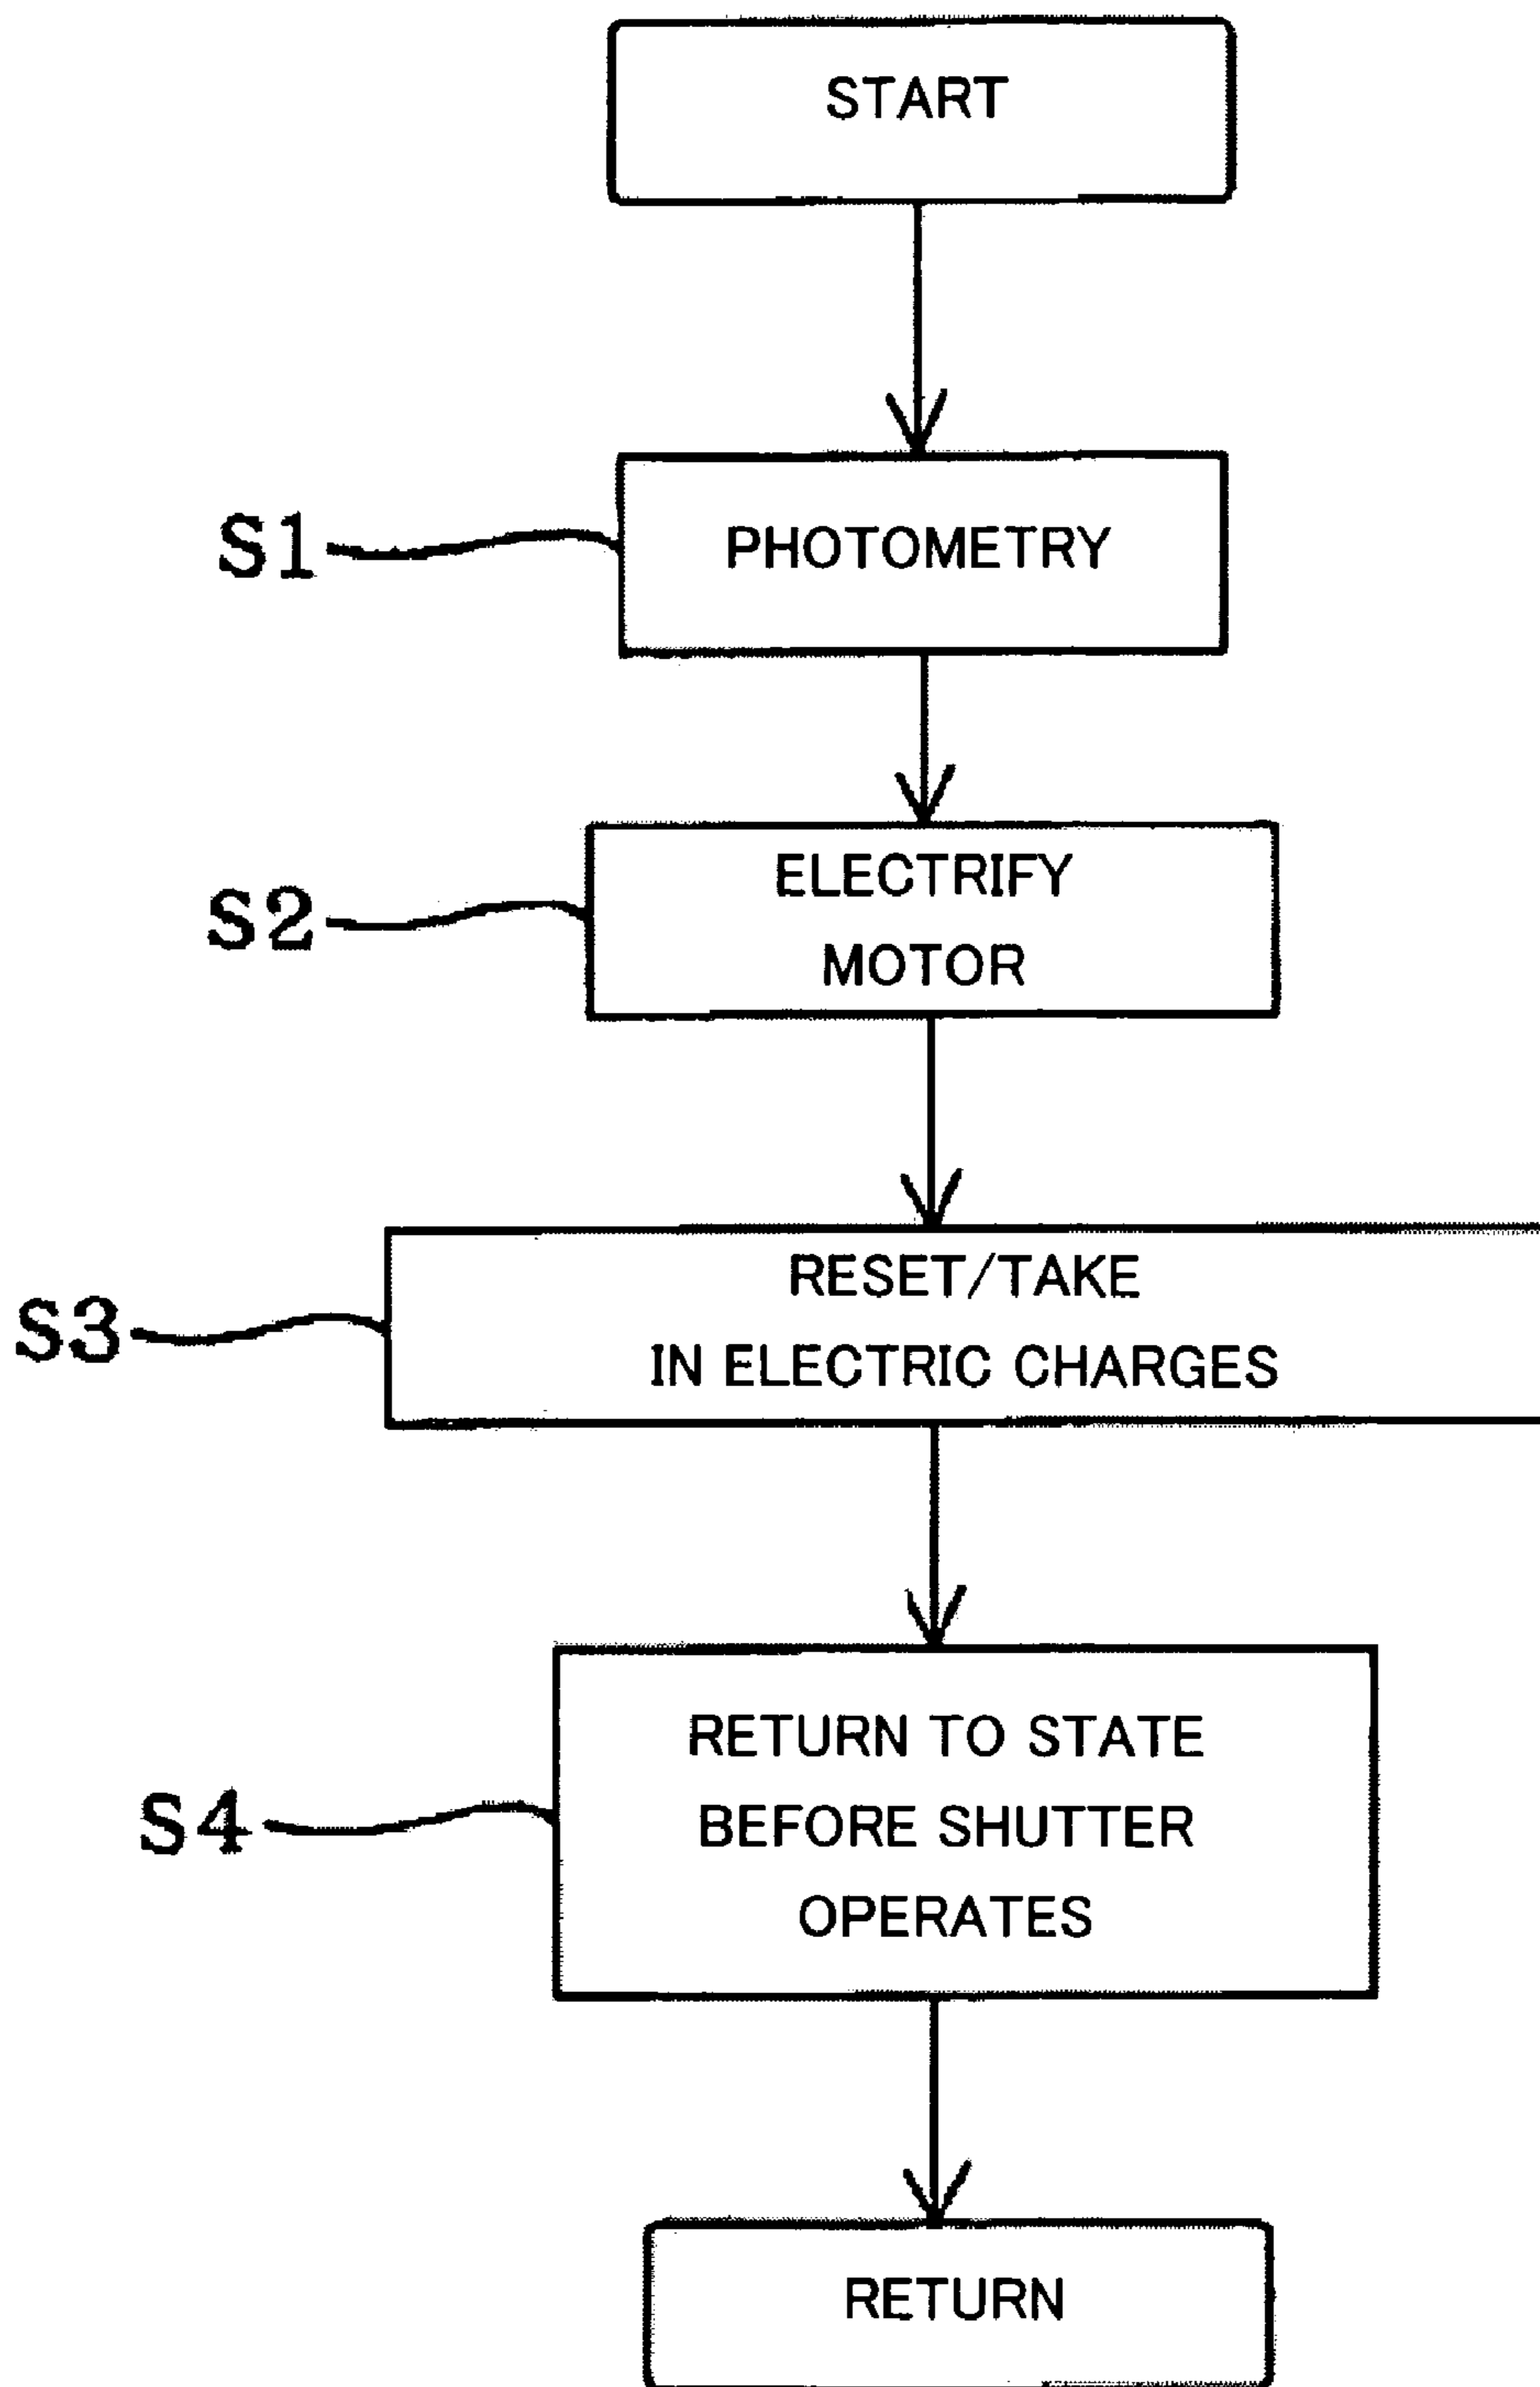 START
S1
PHOTOMETRY
S2
ELECTRIFY
MOTOR
S3
RESET/TAKE
IN ELECTRIC CHARGES
S4
RETURN TO STATE
BEFORE SHUTTER
OPERATES
RETURN